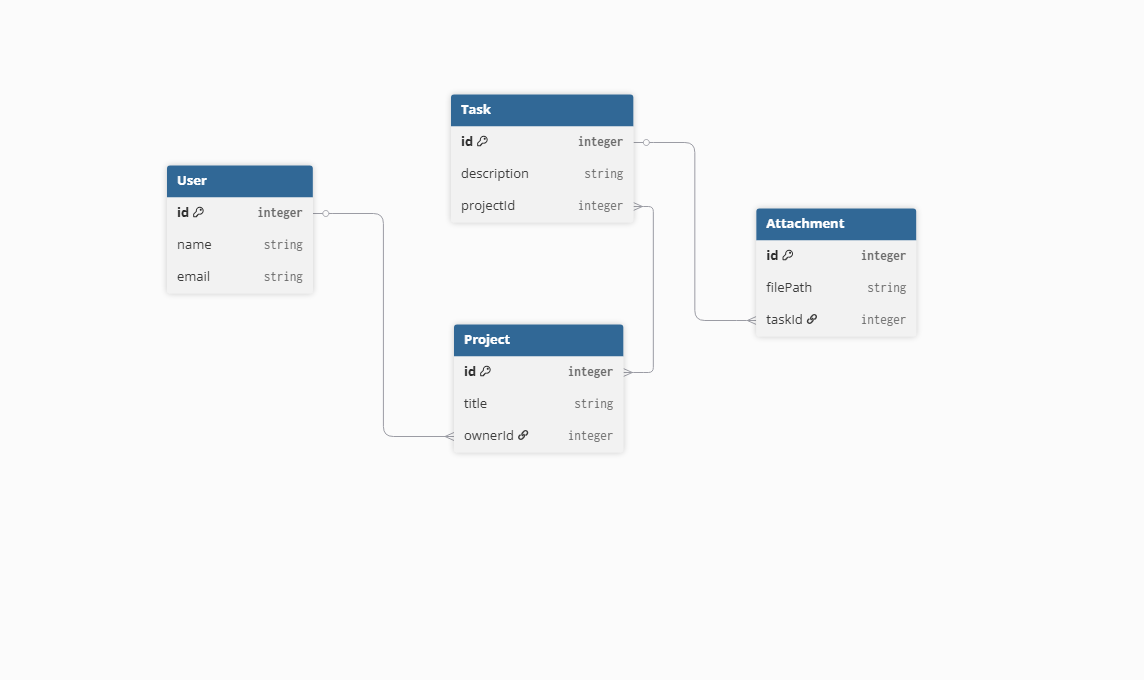 User
id integer
name string
email string
Task
id integer
description string
projectId integer
Project
id integer
title string
ownerId integer
Attachment
id integer
filePath string
taskId integer